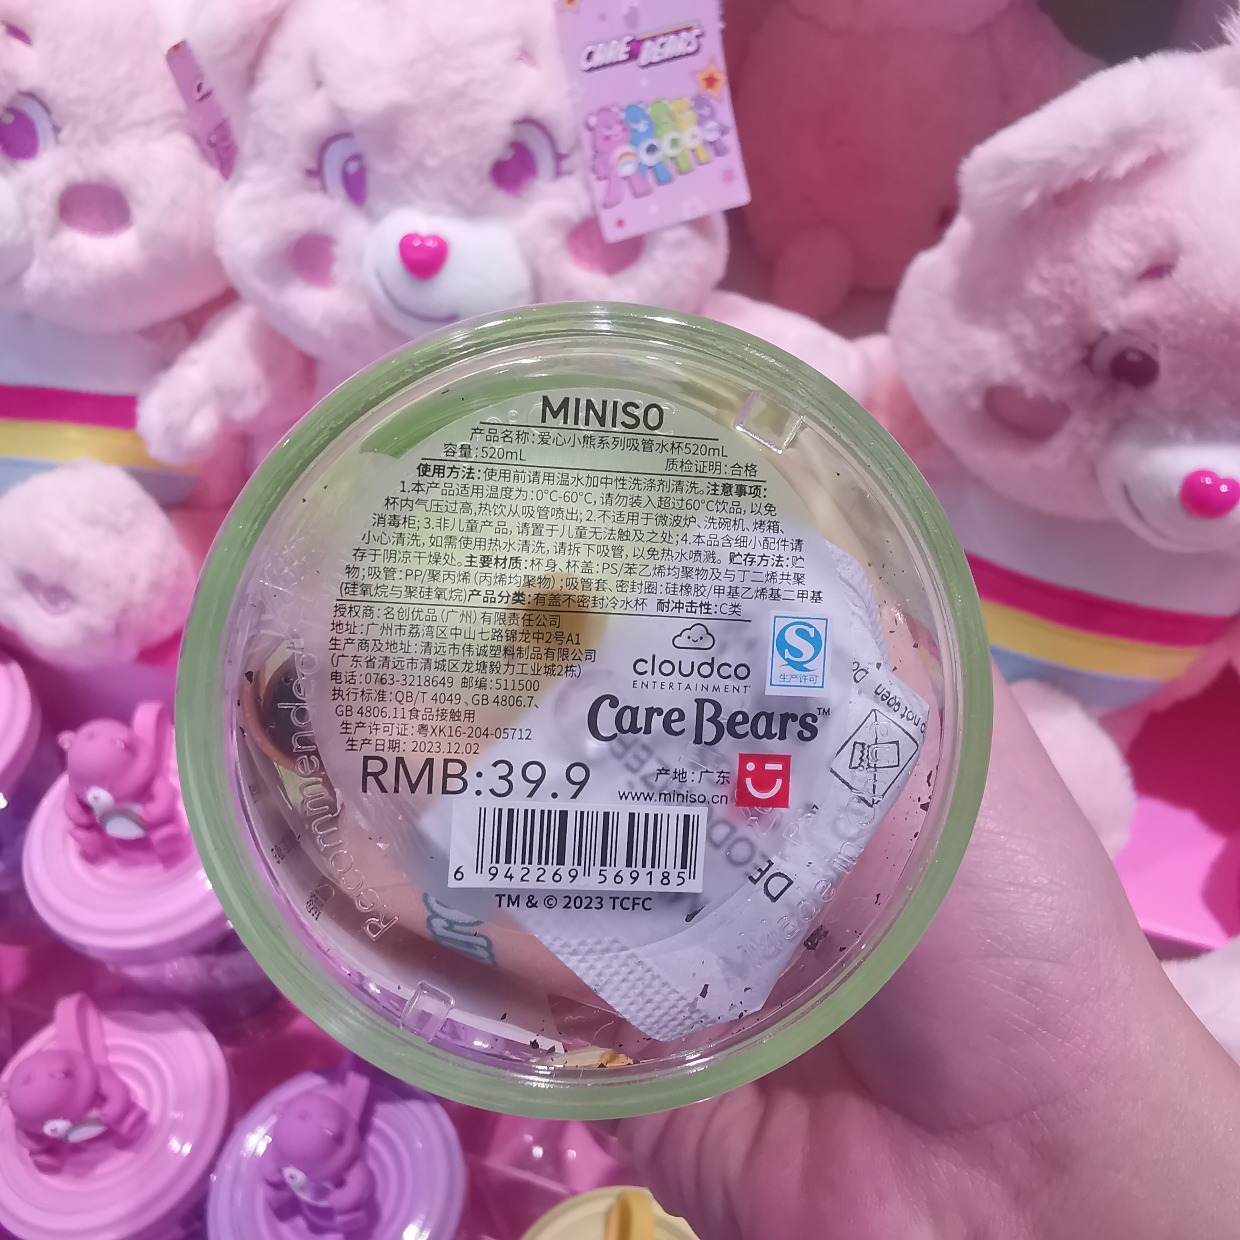 CARE BEARS
MINISO
产品名称:爱心小熊系列吸管水杯520mL
容量:520mL 质检证明:合格
使用方法:使用前请用温水加中性洗涤剂清洗。注意事项:
1.本产品适用温度为:0°C-60°C,请勿装入超过60°C饮品,以免
杯内气压过高,热饮从吸管喷出;2.不适用于微波炉、洗碗机、烤箱、
消毒柜;3.非儿童产品,请置于儿童无法触及之处;4.本品含细小配件请
小心清洗,如需使用热水清洗,请拆下吸管,以免热水喷溅。贮存方法:贮
存于阴凉干燥处。主要材质:杯身、杯盖:PS/苯乙烯均聚物及与丁二烯共聚
物;吸管:PP/聚丙烯(丙烯均聚物);吸管套、密封圈:硅橡胶/甲基乙烯基二甲基
(硅氧烷与聚硅氧烷)产品分类:有盖不密封冷水杯 耐冲击性:C类
授权商:名创优品(广州)有限责任公司
地址:广州市荔湾区中山七路锦龙中2号A1
生产商及地址:清远市伟诚塑料制品有限公司
(广东省清远市清城区龙塘毅力工业城2栋)
电话:0763-3218649 邮编:511500
执行标准:QB/T 4049、GB 4806.7、
GB 4806.11食品接触用
生产许可证:粤XK16-204-05712
生产日期:2023.12.02
cloudco
ENTERTAINMENT
S
生产许可
Care Bears™
RMB:39.9
产地:广东
www.miniso.cn
6 942269 569185
TM & © 2023 TCFC
Recommended
Made in
not open